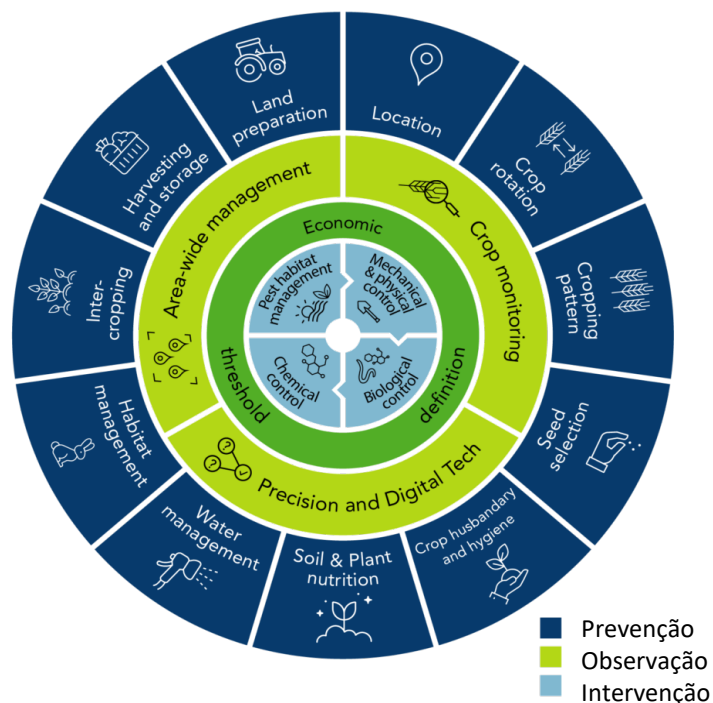 Land
preparation
Location
Crop
rotation
Cropping
pattern
Seed
selection
Crop husbandry
and hygiene
Soil & Plant
nutrition
Water
management
Habitat
management
Inter-
cropping
Harvesting
and storage
Area-wide management
Crop monitoring
Precision and Digital Tech
Economic
threshold
definition
Pest habitat
management
Mechanical
& physical
control
Chemical
control
Biological
control
Prevenção
Observação
Intervenção